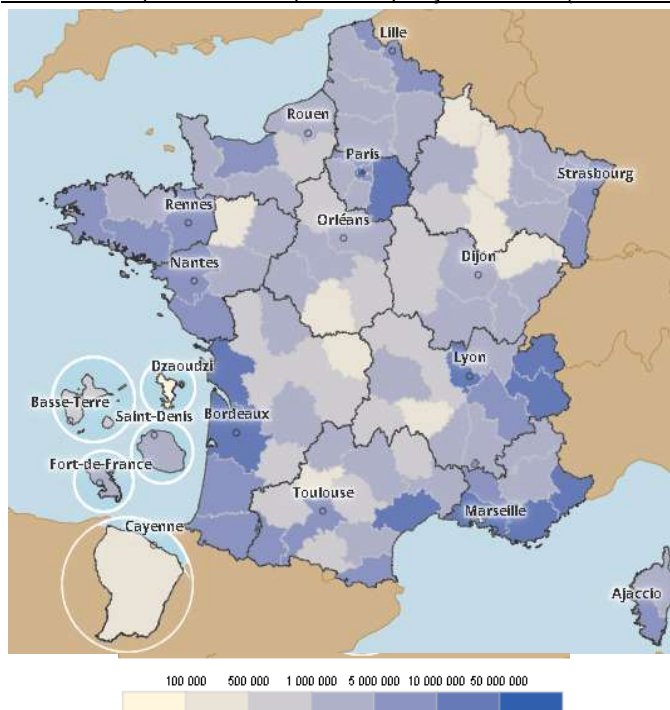 Lille
Rouen
Paris
Strasbourg
Rennes
Orléans
Nantes
Dijon
Dzaoudzi
Lyon
Basse-Terre
Saint-Denis
Bordeaux
Fort-de-France
Toulouse
Marseille
Cayenne
Ajaccio
100 000 500 000 1 000 000 5 000 000 10 000 000 50 000 000